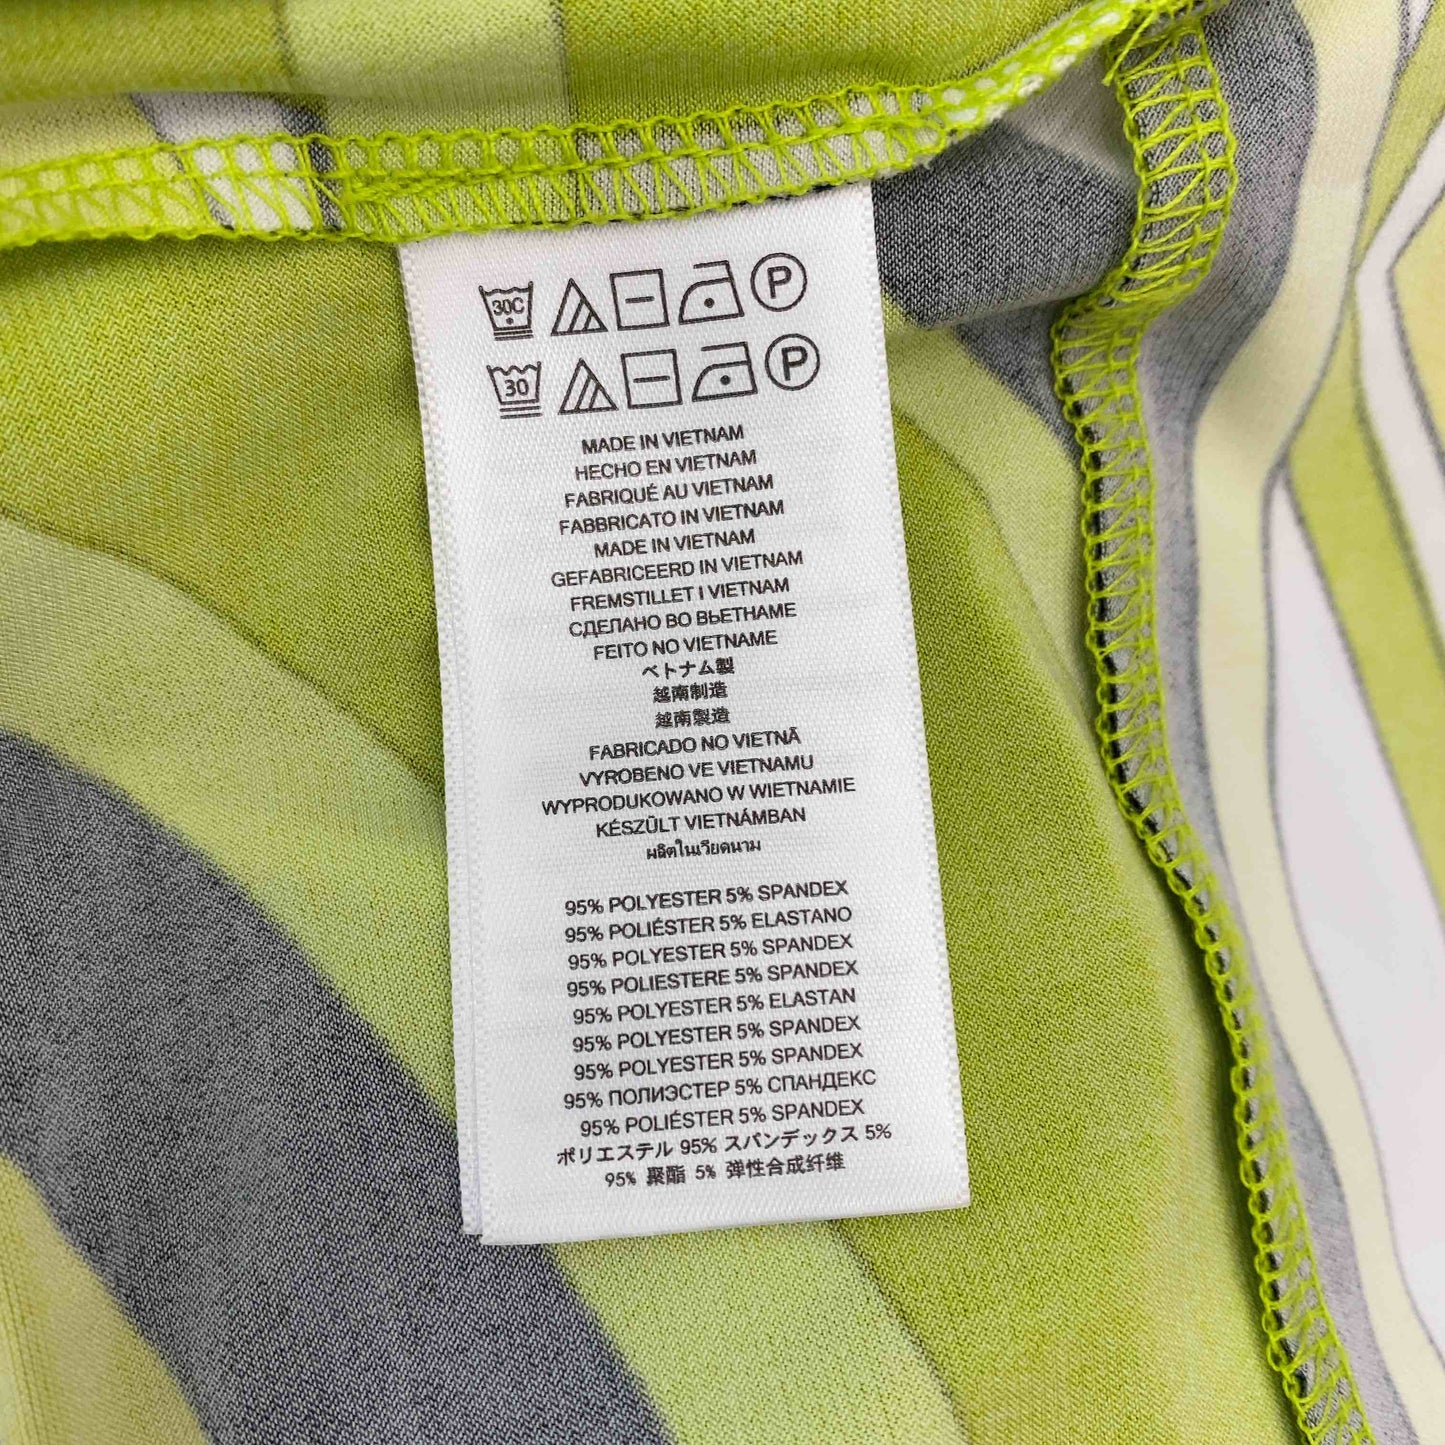 30C P
30 P
MADE IN VIETNAM
HECHO EN VIETNAM
FABRIQUÉ AU VIETNAM
FABBRICATO IN VIETNAM
MADE IN VIETNAM
GEFABRICEERD IN VIETNAM
FREMSTILLET I VIETNAM
СДЕЛАНО ВО ВЬЕТНАМЕ
FEITO NO VIETNAME
ベトナム製
越南制造
越南製造
FABRICADO NO VIETNÃ
VYROBENO VE VIETNAMU
WYPRODUKOWANO W WIETNAMIE
KÉSZÜLT VIETNÁMBAN
ผลิตในเวียดนาม
95% POLYESTER 5% SPANDEX
95% POLIÉSTER 5% ELASTANO
95% POLYESTER 5% SPANDEX
95% POLIESTERE 5% SPANDEX
95% POLYESTER 5% ELASTAN
95% POLYESTER 5% SPANDEX
95% POLYESTER 5% SPANDEX
95% ПОЛИЭСТЕР 5% СПАНДЕКС
95% POLIÉSTER 5% SPANDEX
ポリエステル 95% スパンデックス 5%
95% 聚酯 5% 弹性合成纤维